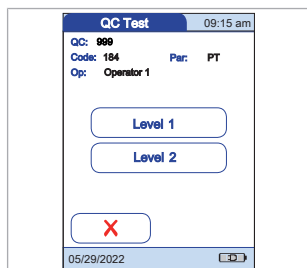 QC Test 09:15 am
QC: 999
Code: 184 Par: PT
Op: Operator 1
Level 1
Level 2
05/29/2022